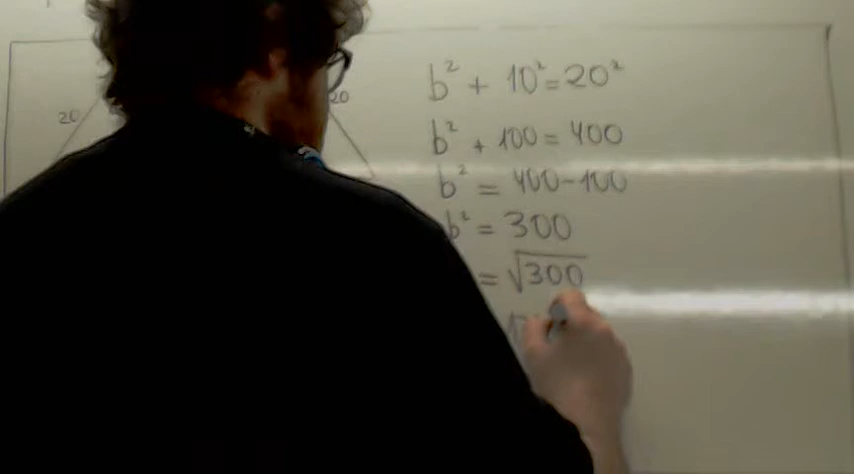 20
20
b² + 10² = 20²
b² + 100 = 400
b² = 400 - 100
b² = 300
= √300